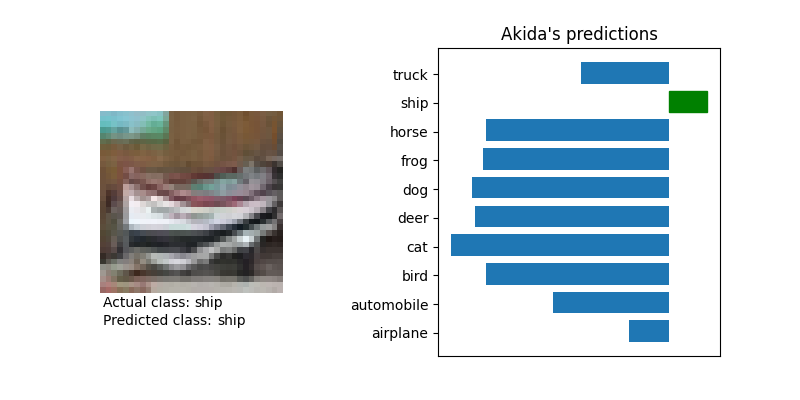 Akida's predictions
truck
ship
horse
frog
dog
deer
cat
bird
automobile
airplane
Actual class: ship
Predicted class: ship